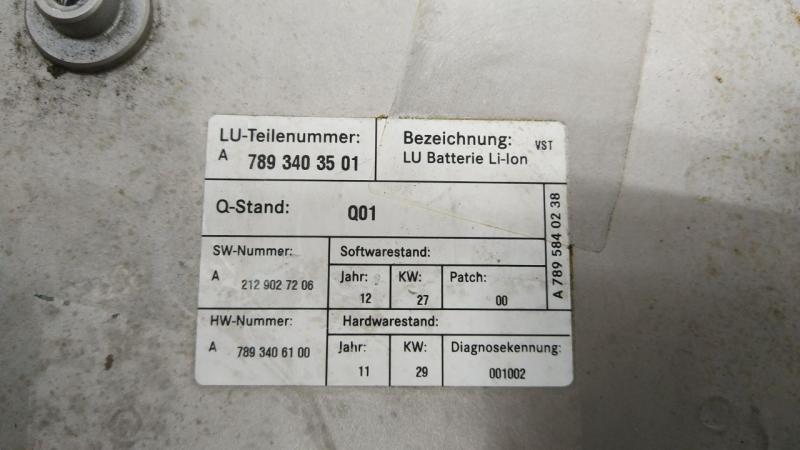 LU-Teilenummer:
A 789 340 35 01
Bezeichnung: VST
LU Batterie Li-Ion
Q-Stand: Q01
A 789 584 02 38
SW-Nummer:
A 212 902 72 06
Softwarestand:
Jahr: 12
KW: 27
Patch: 00
HW-Nummer:
A 789 340 61 00
Hardwarestand:
Jahr: 11
KW: 29
Diagnosekennung:
001002